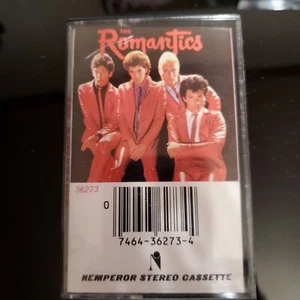 THE
Romantics
36273
0
7464-36273-4
NEMPEROR STEREO CASSETTE